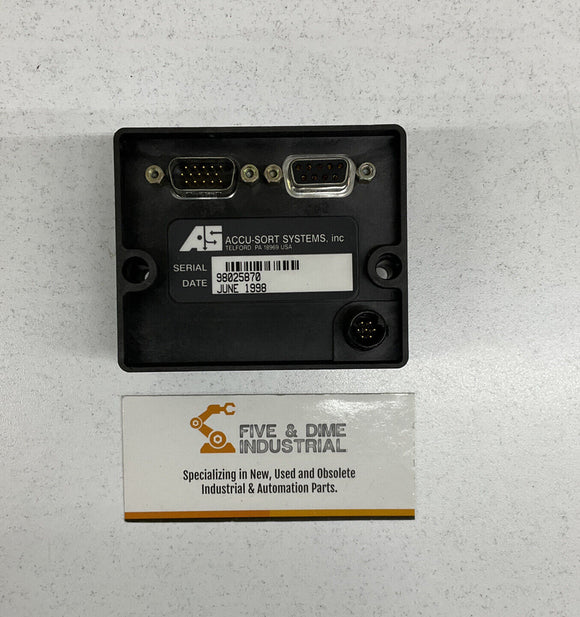 AS ACCU-SORT SYSTEMS, inc
TELFORD PA 18969 USA
SERIAL
98025870
DATE JUNE 1998
FIVE & DIME
INDUSTRIAL
Specializing in New, Used and Obsolete
Industrial & Automation Parts.